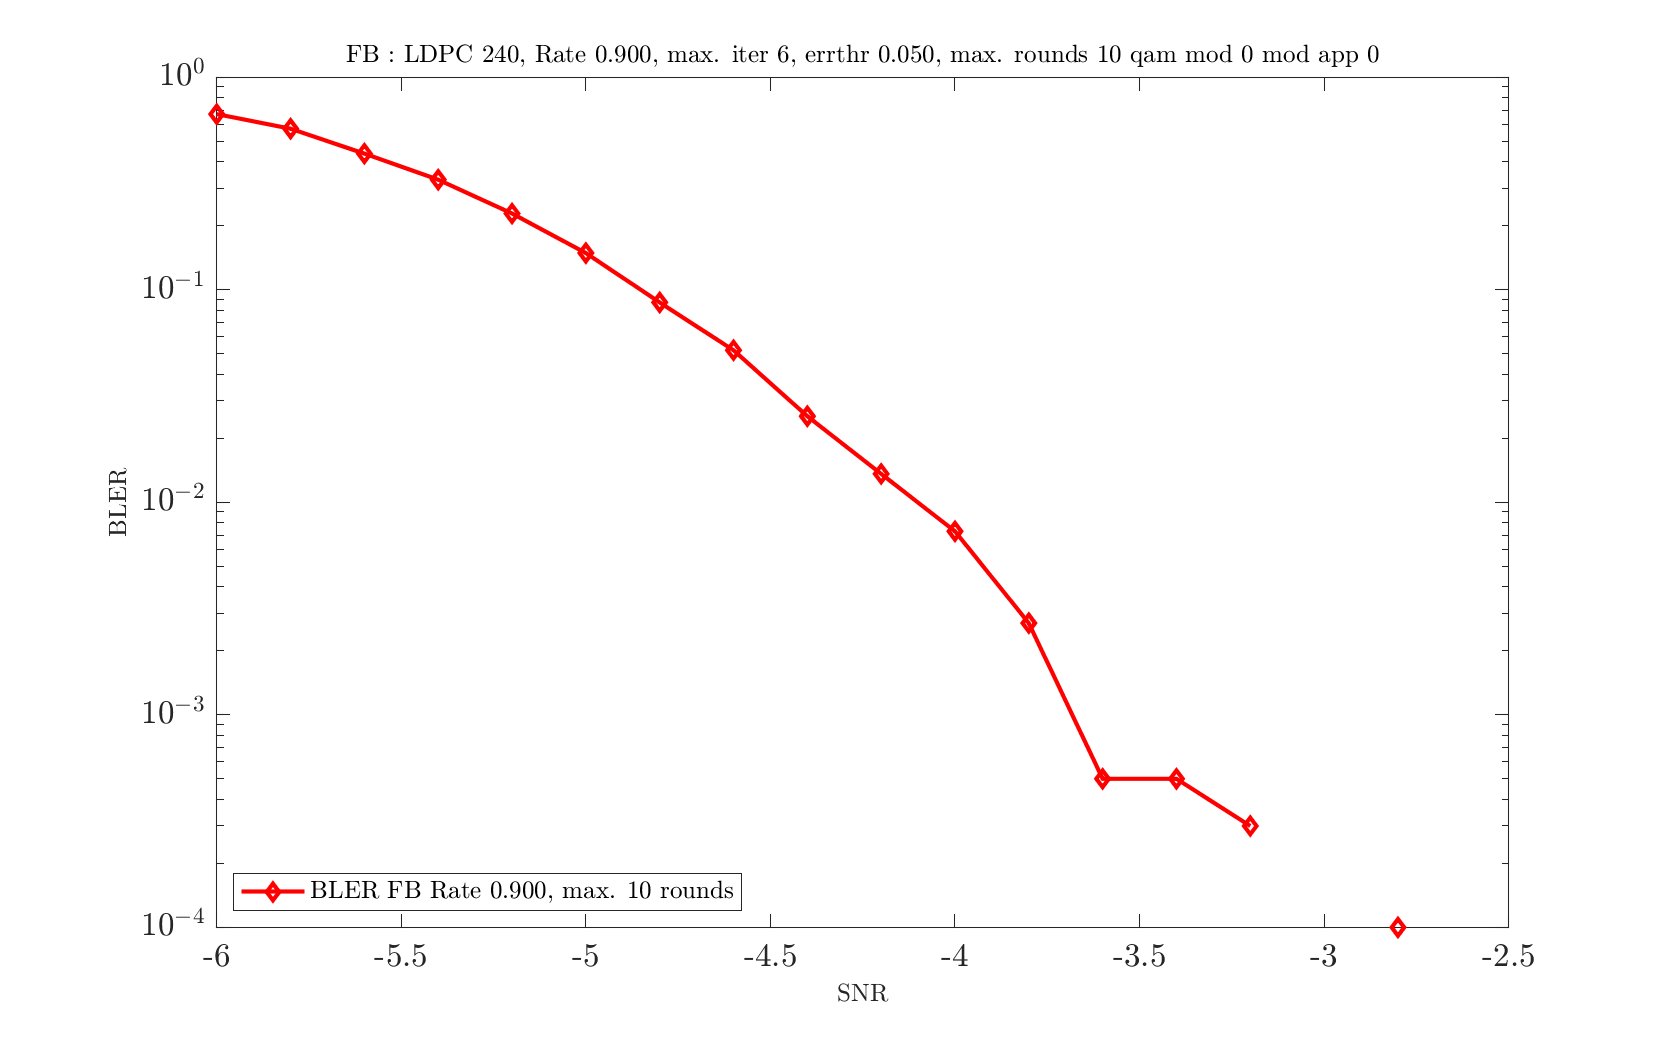 FB : LDPC 240, Rate 0.900, max. iter 6, errthr 0.050, max. rounds 10 qam mod 0 mod app 0
10^0
10^-1
10^-2
10^-3
10^-4
BLER
BLER FB Rate 0.900, max. 10 rounds
-6 -5.5 -5 -4.5 -4 -3.5 -3 -2.5
SNR